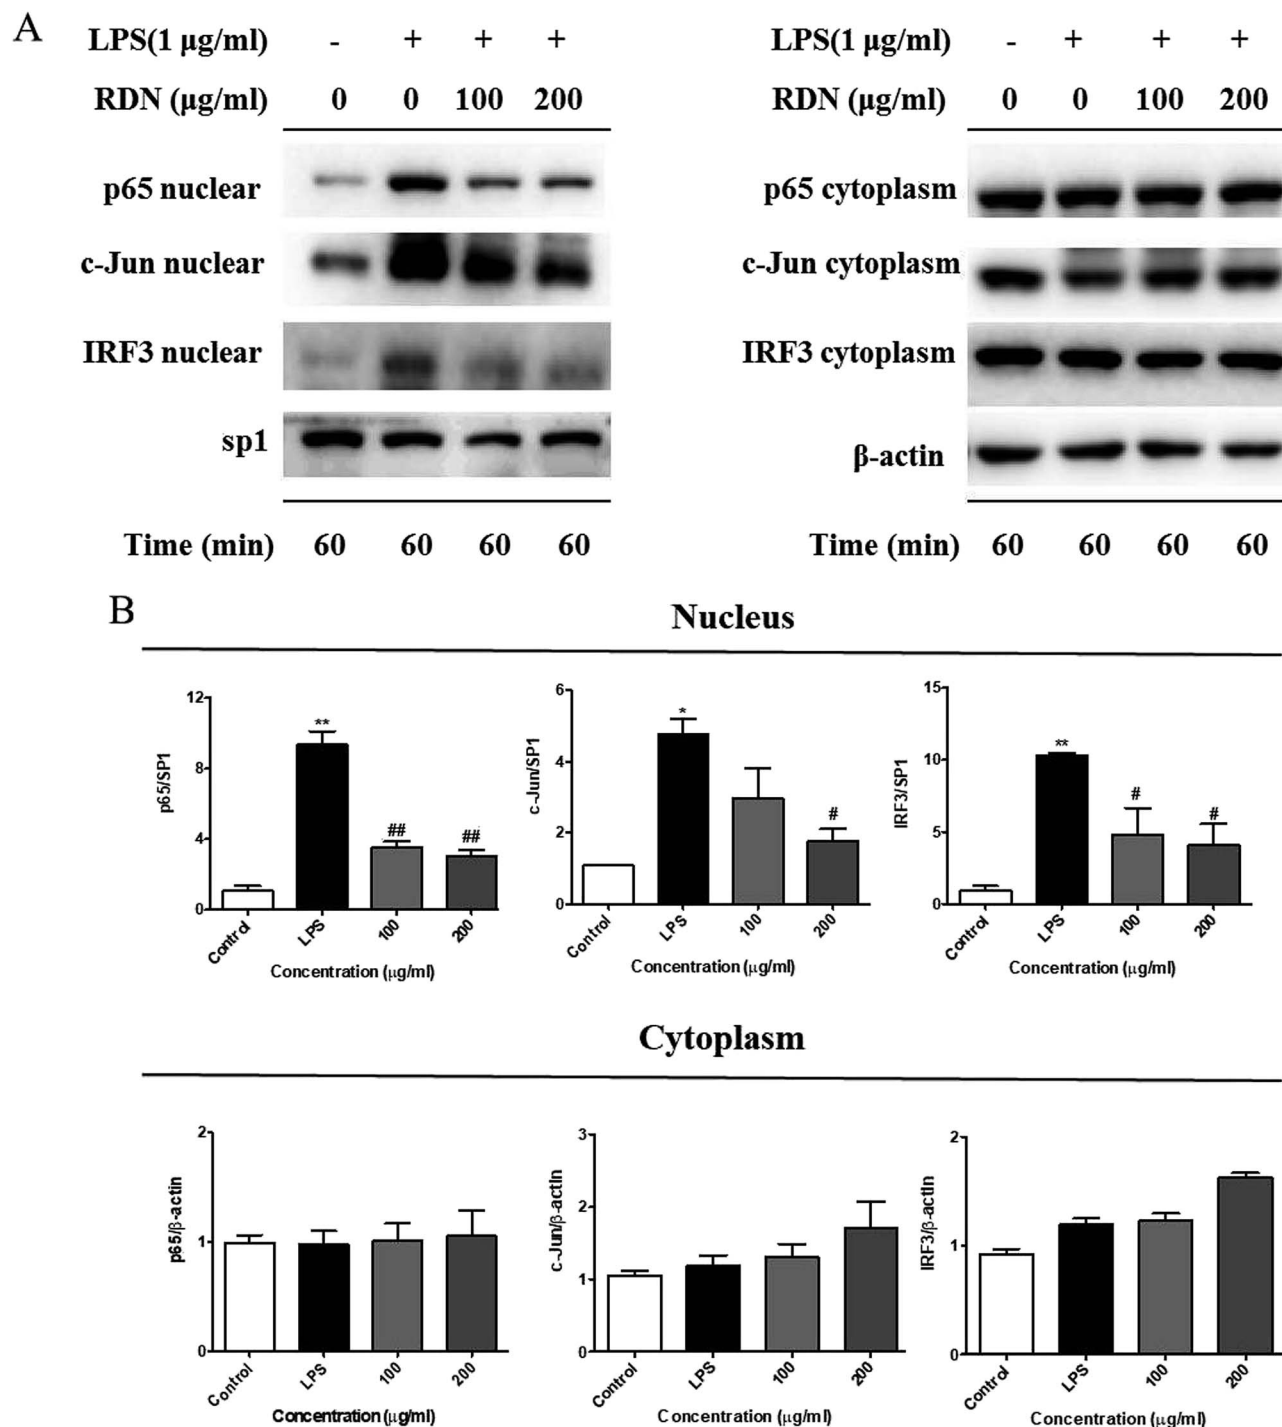 A
LPS(1 μg/ml) - + + +
RDN (μg/ml) 0 0 100 200
p65 nuclear
c-Jun nuclear
IRF3 nuclear
sp1
Time (min) 60 60 60 60
LPS(1 μg/ml) - + + +
RDN (μg/ml) 0 0 100 200
p65 cytoplasm
c-Jun cytoplasm
IRF3 cytoplasm
β-actin
Time (min) 60 60 60 60
B
Nucleus
p65/SP1
12
8
4
0
**
##
##
Control LPS 100 200
Concentration (μg/ml)
c-Jun/SP1
6
4
2
0
*
#
Control LPS 100 200
Concentration (μg/ml)
IRF3/SP1
15
10
5
0
**
#
#
Control LPS 100 200
Concentration (μg/ml)
Cytoplasm
p65/β-actin
2
1
0
Control LPS 100 200
Concentration (μg/ml)
c-Jun/β-actin
3
2
1
0
Control LPS 100 200
Concentration (μg/ml)
IRF3/β-actin
2
1
0
Control LPS 100 200
Concentration (μg/ml)